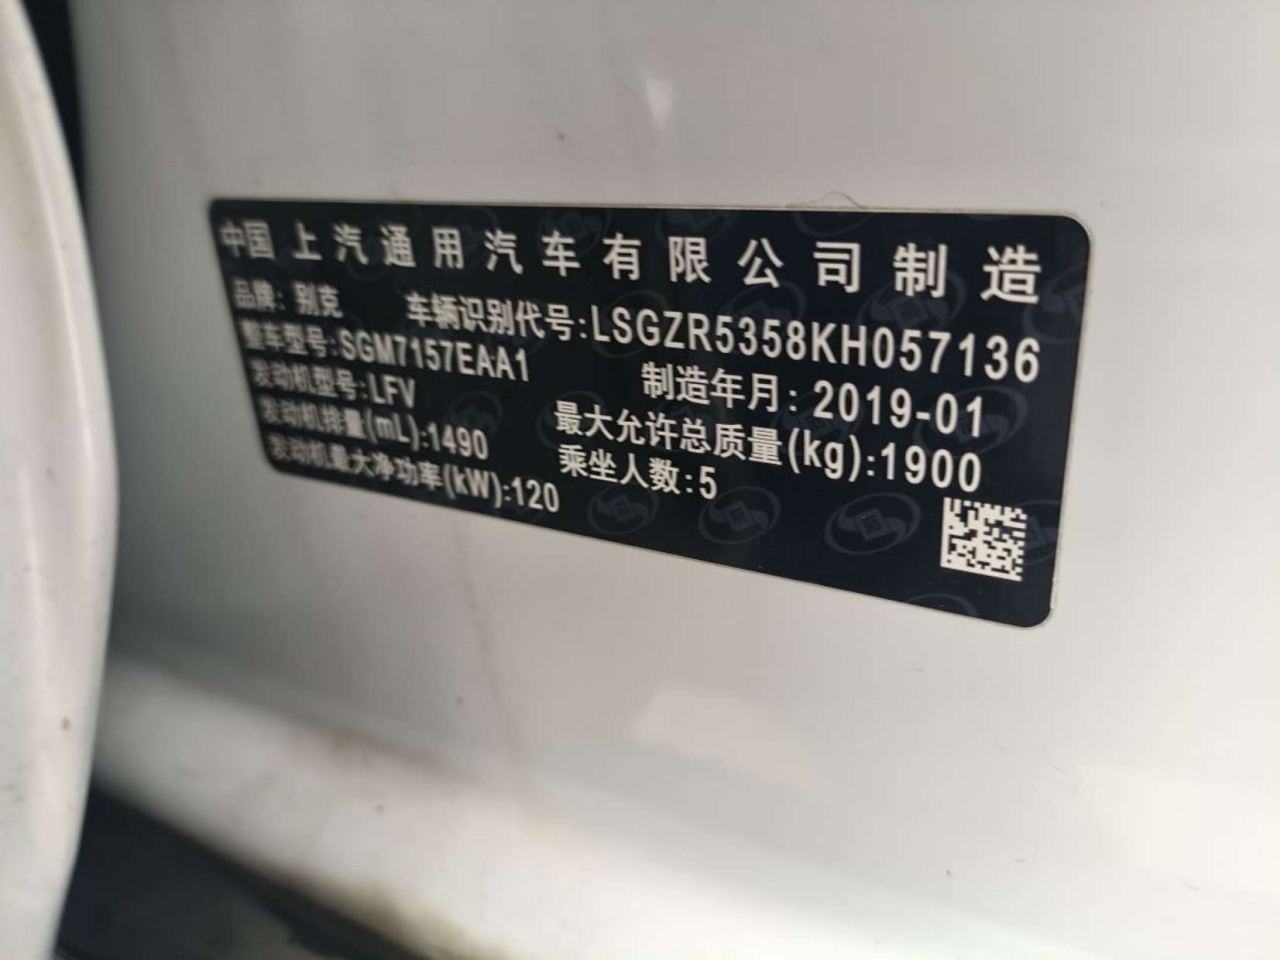 中国上汽通用汽车有限公司制造
品牌: 别克 车辆识别代号:LSGZR5358KH057136
整车型号:SGM7157EAA1 制造年月: 2019-01
发动机型号:LFV 最大允许总质量(kg):1900
发动机排量(mL):1490 乘坐人数:5
发动机最大净功率(kW):120